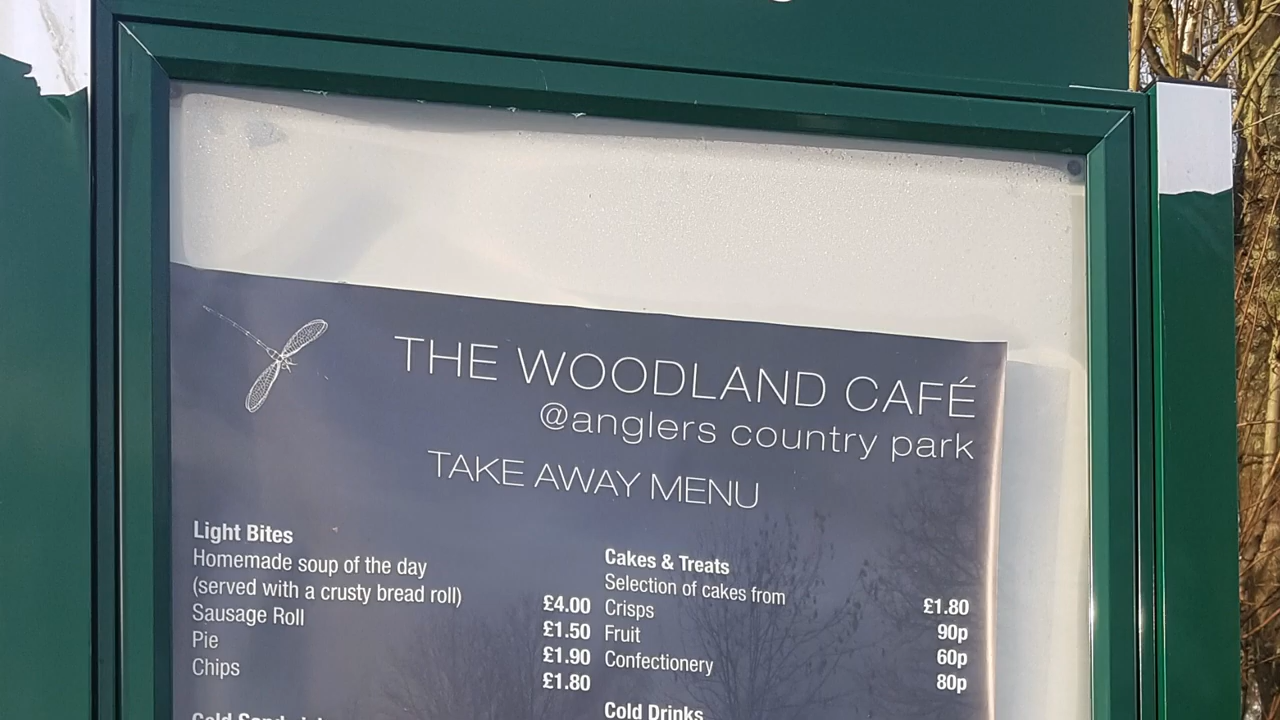 THE WOODLAND CAFÉ
@anglers country park
TAKE AWAY MENU
Light Bites
Homemade soup of the day
(served with a crusty bread roll) £4.00
Sausage Roll £1.50
Pie £1.90
Chips £1.80
Cold
Cakes & Treats
Selection of cakes from £1.80
Crisps 90p
Fruit 60p
Confectionery 80p
Cold Drinks